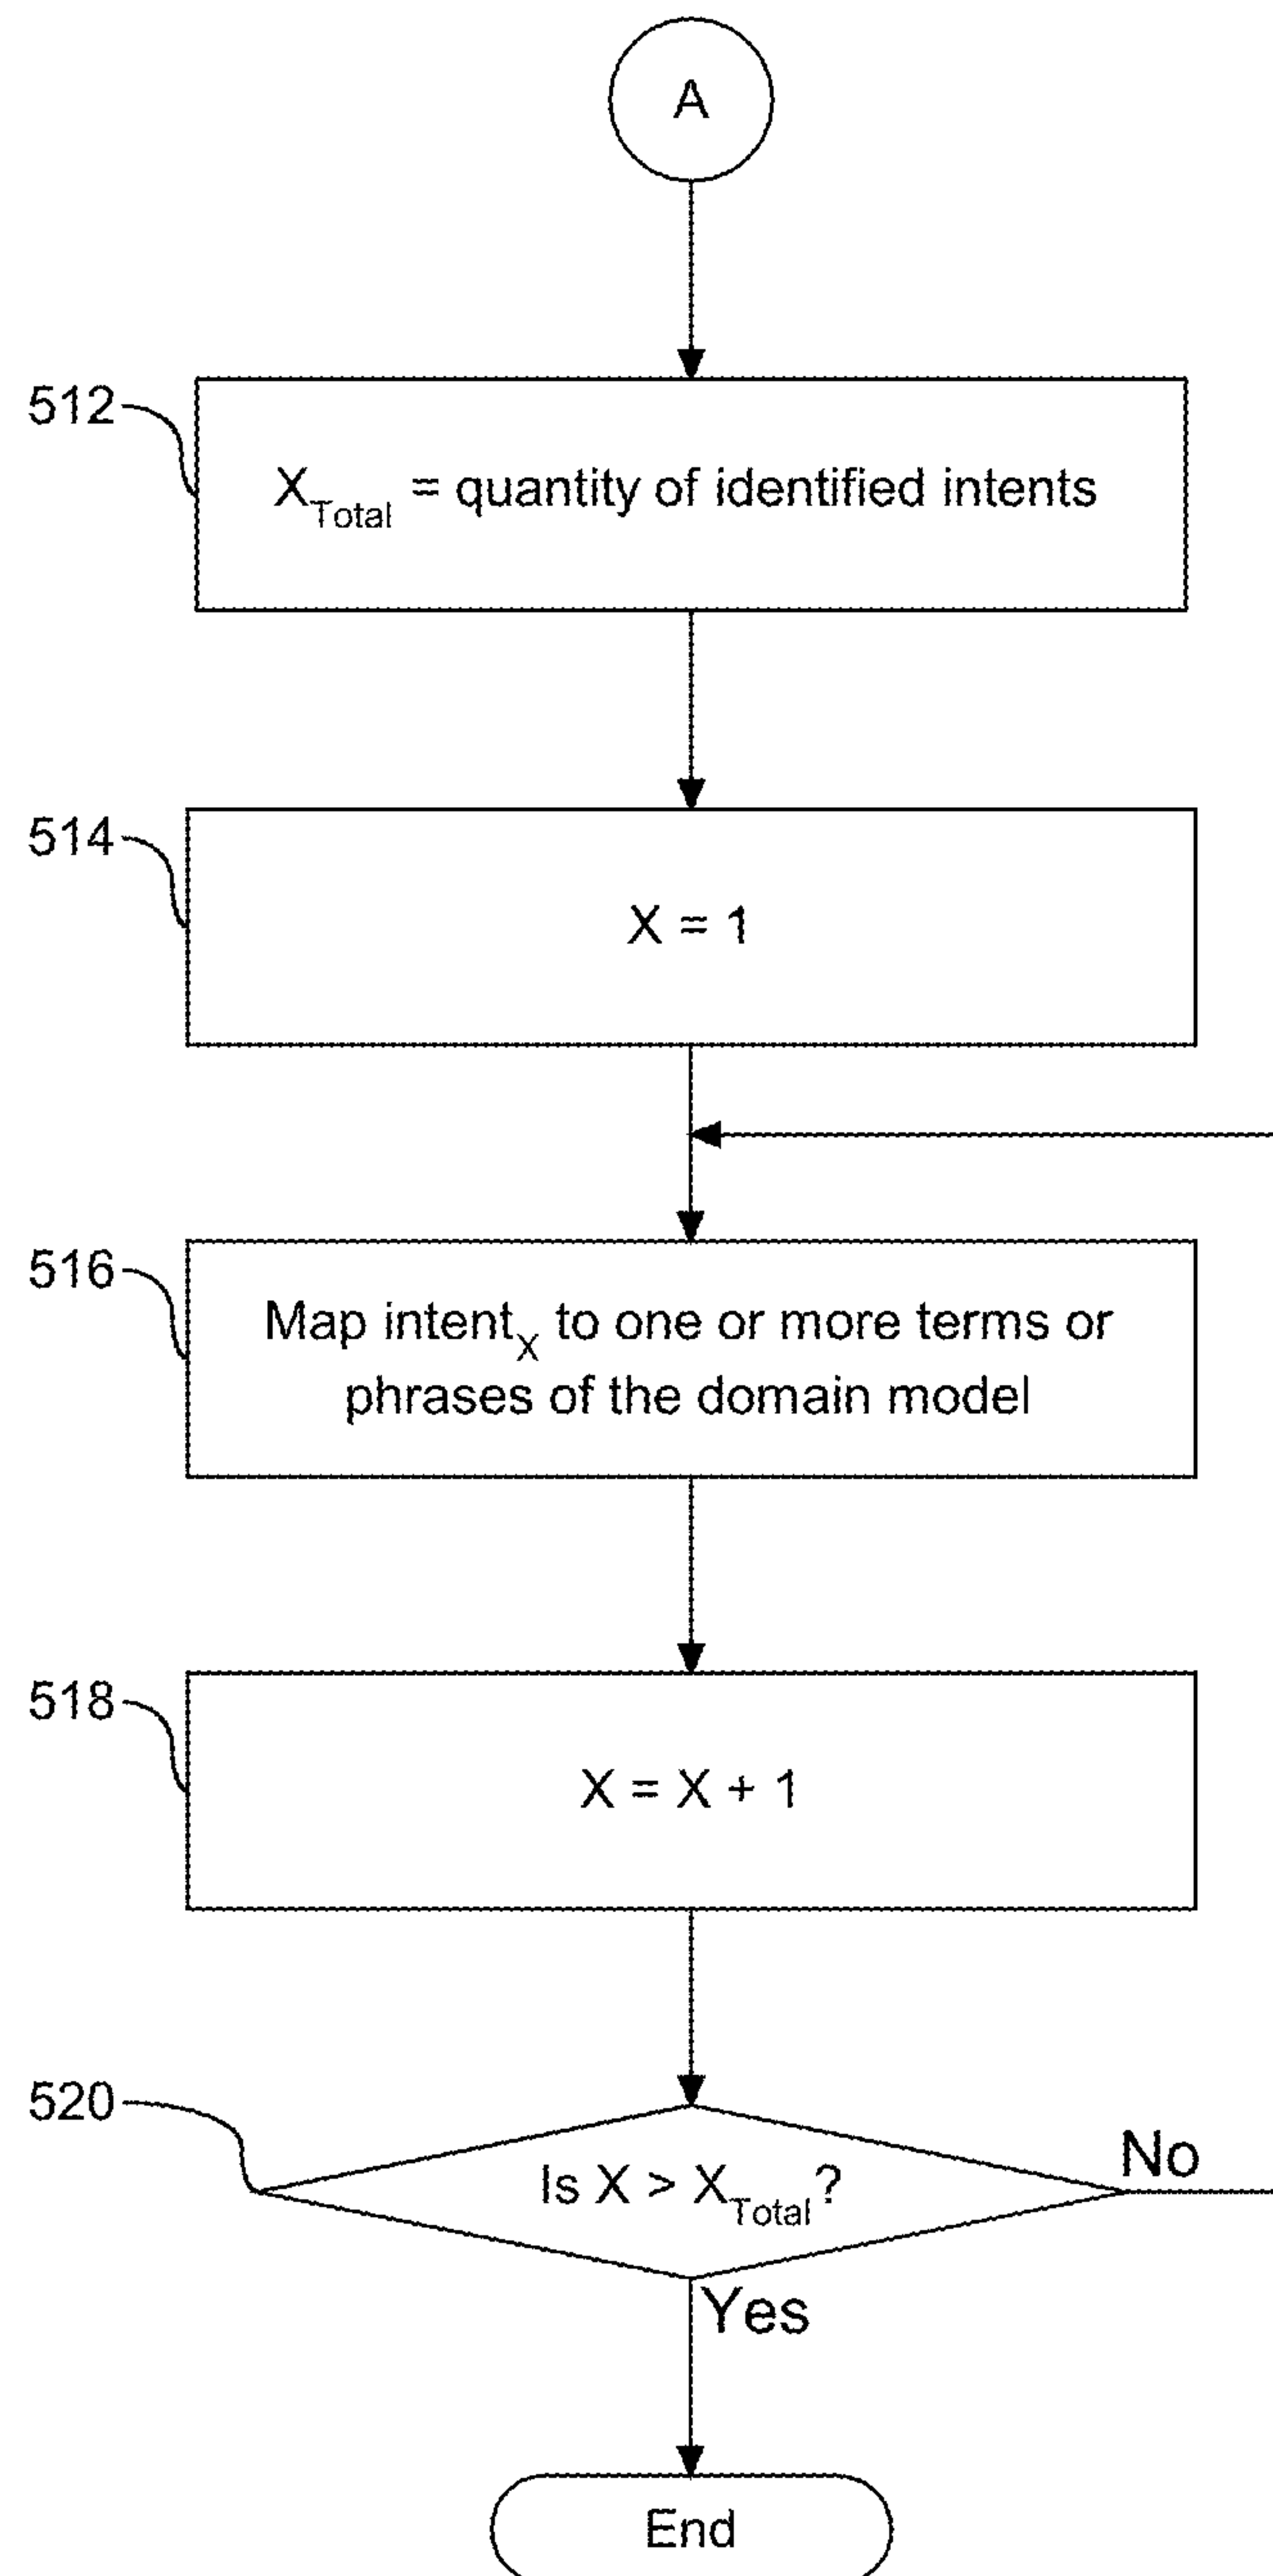 A
512
X_Total = quantity of identified intents
514
X = 1
516
Map intent_X to one or more terms or
phrases of the domain model
518
X = X + 1
520
Is X > X_Total?
No
Yes
End